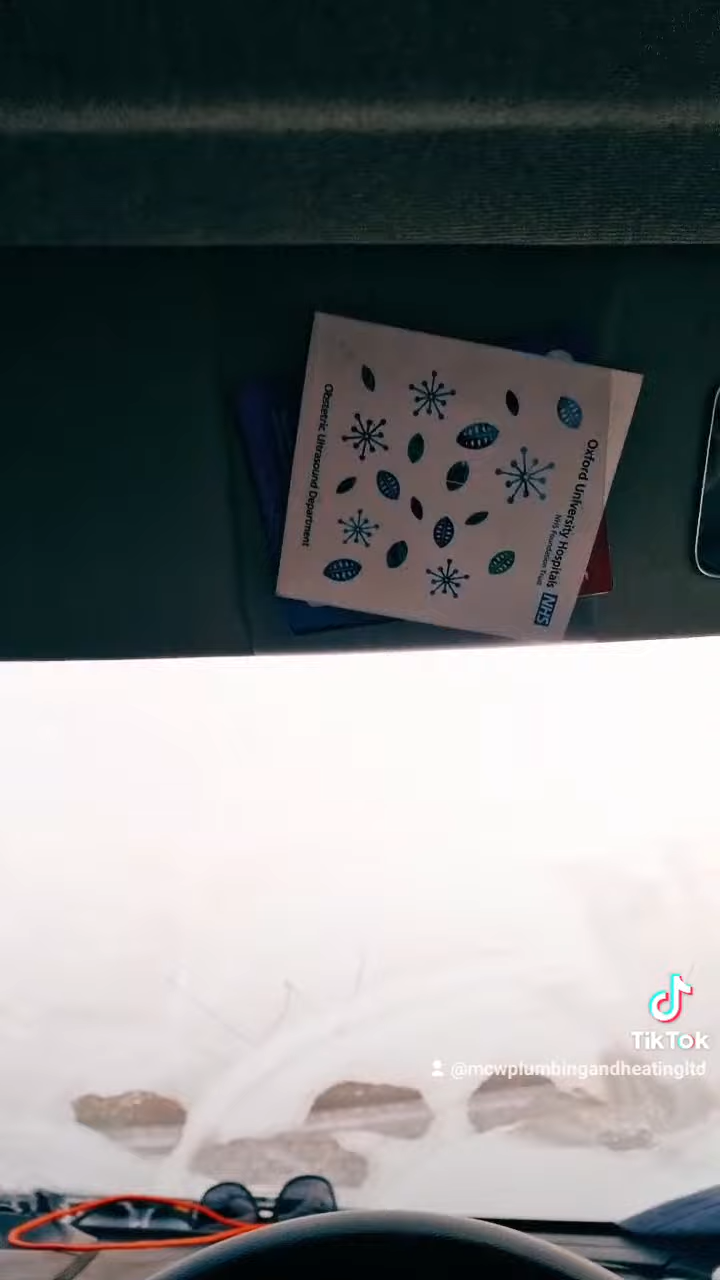 Oxford University Hospitals NHS
NHS Foundation Trust
Obstetric Ultrasound Department
TikTok
@mcwplumbingandheatingltd